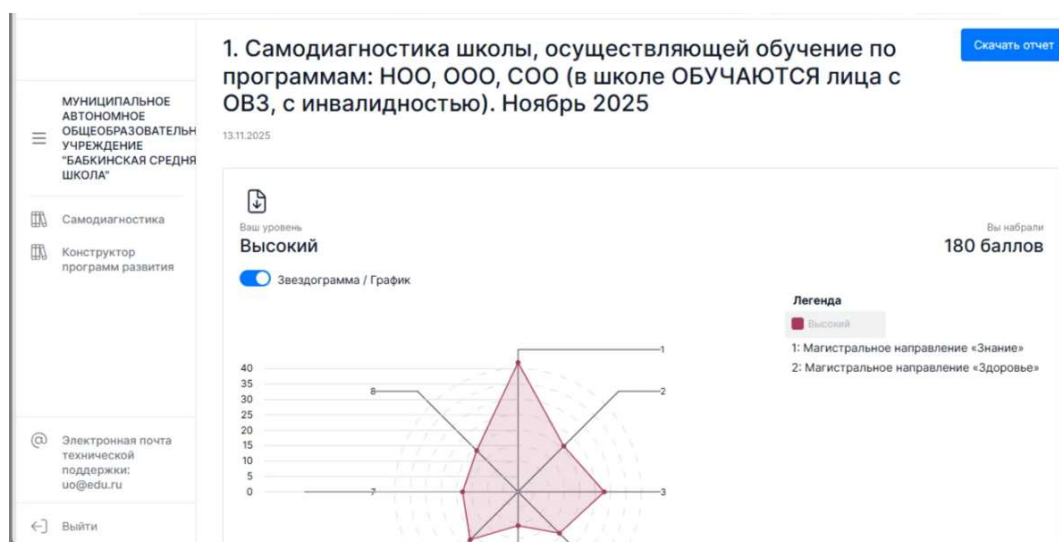 1. Самодиагностика школы, осуществляющей обучение по
программам: НОО, ООО, СОО (в школе ОБУЧАЮТСЯ лица с
ОВЗ, с инвалидностью). Ноябрь 2025
Скачать отчет
13.11.2025
МУНИЦИПАЛЬНОЕ
АВТОНОМНОЕ
ОБЩЕОБРАЗОВАТЕЛЬН
УЧРЕЖДЕНИЕ
"БАБКИНСКАЯ СРЕДНЯ
ШКОЛА"
Самодиагностика
Конструктор
программ развития
Электронная почта
технической
поддержки:
uo@edu.ru
Выйти
Ваш уровень
Высокий
Вы набрали
180 баллов
Звездограмма / График
Легенда
Высокий
1: Магистральное направление «Знание»
2: Магистральное направление «Здоровье»
40
35
30
25
20
15
10
5
0
1
2
3
7
8